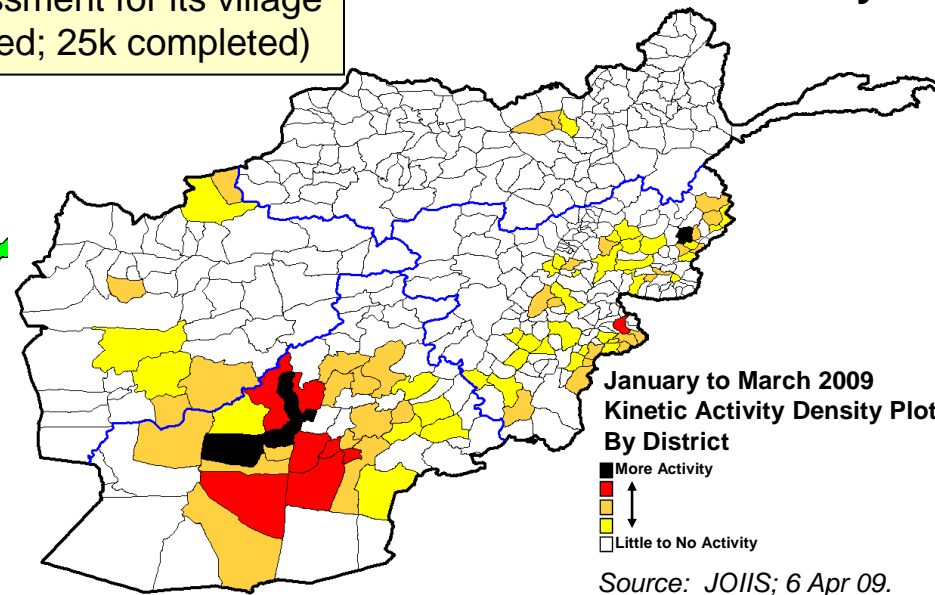 ssment for its village
ed; 25k completed)
January to March 2009
Kinetic Activity Density Plot
By District
More Activity
Little to No Activity
Source: JOIIS; 6 Apr 09.